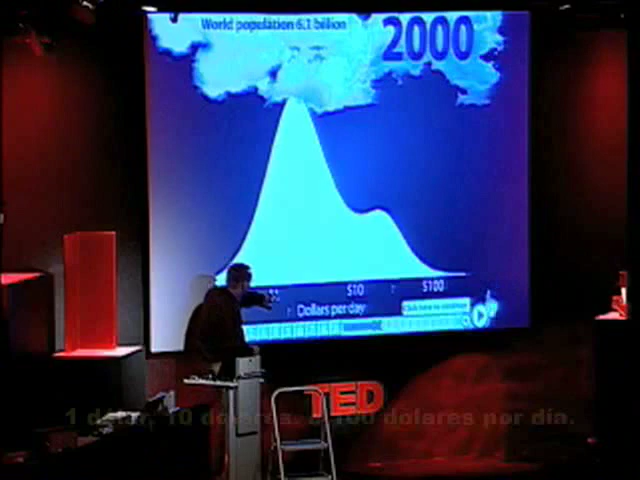 World population 6.1 billion
2000
$10 $100
Dollars per day
TED
1 dólar, 10 dólares. 100 dólares por día.